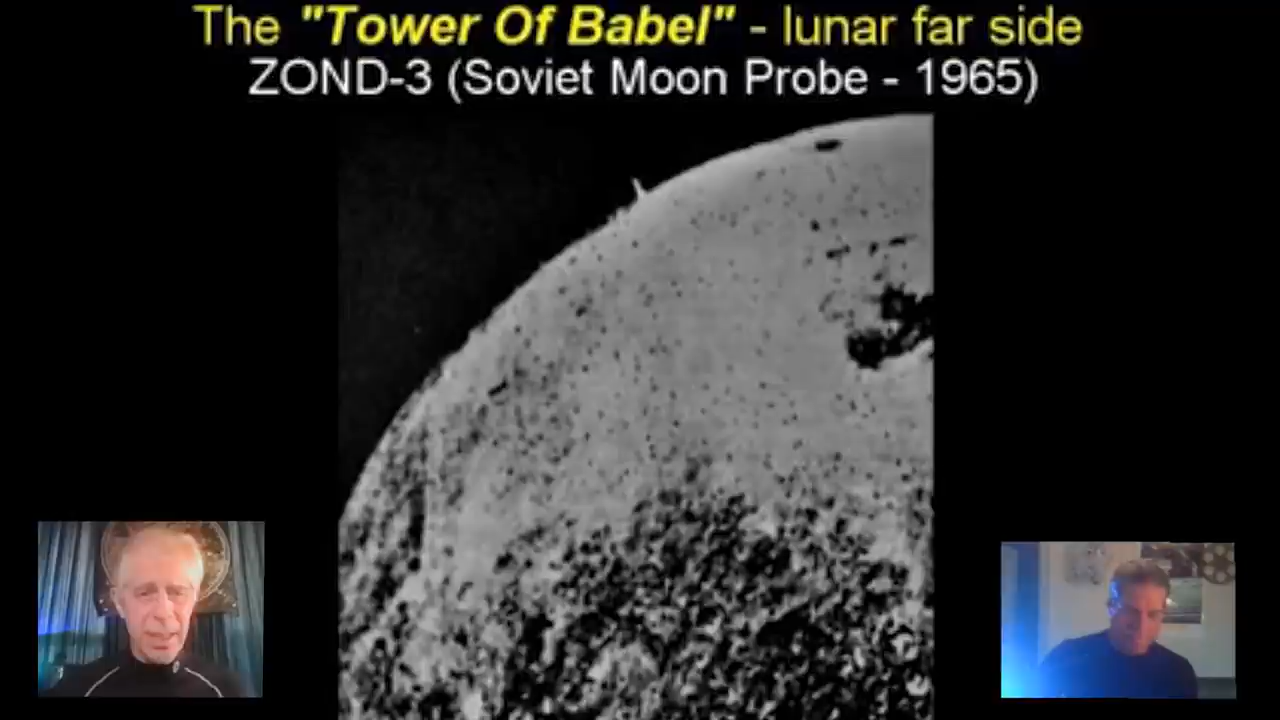 The "Tower Of Babel" - lunar far side
ZOND-3 (Soviet Moon Probe - 1965)